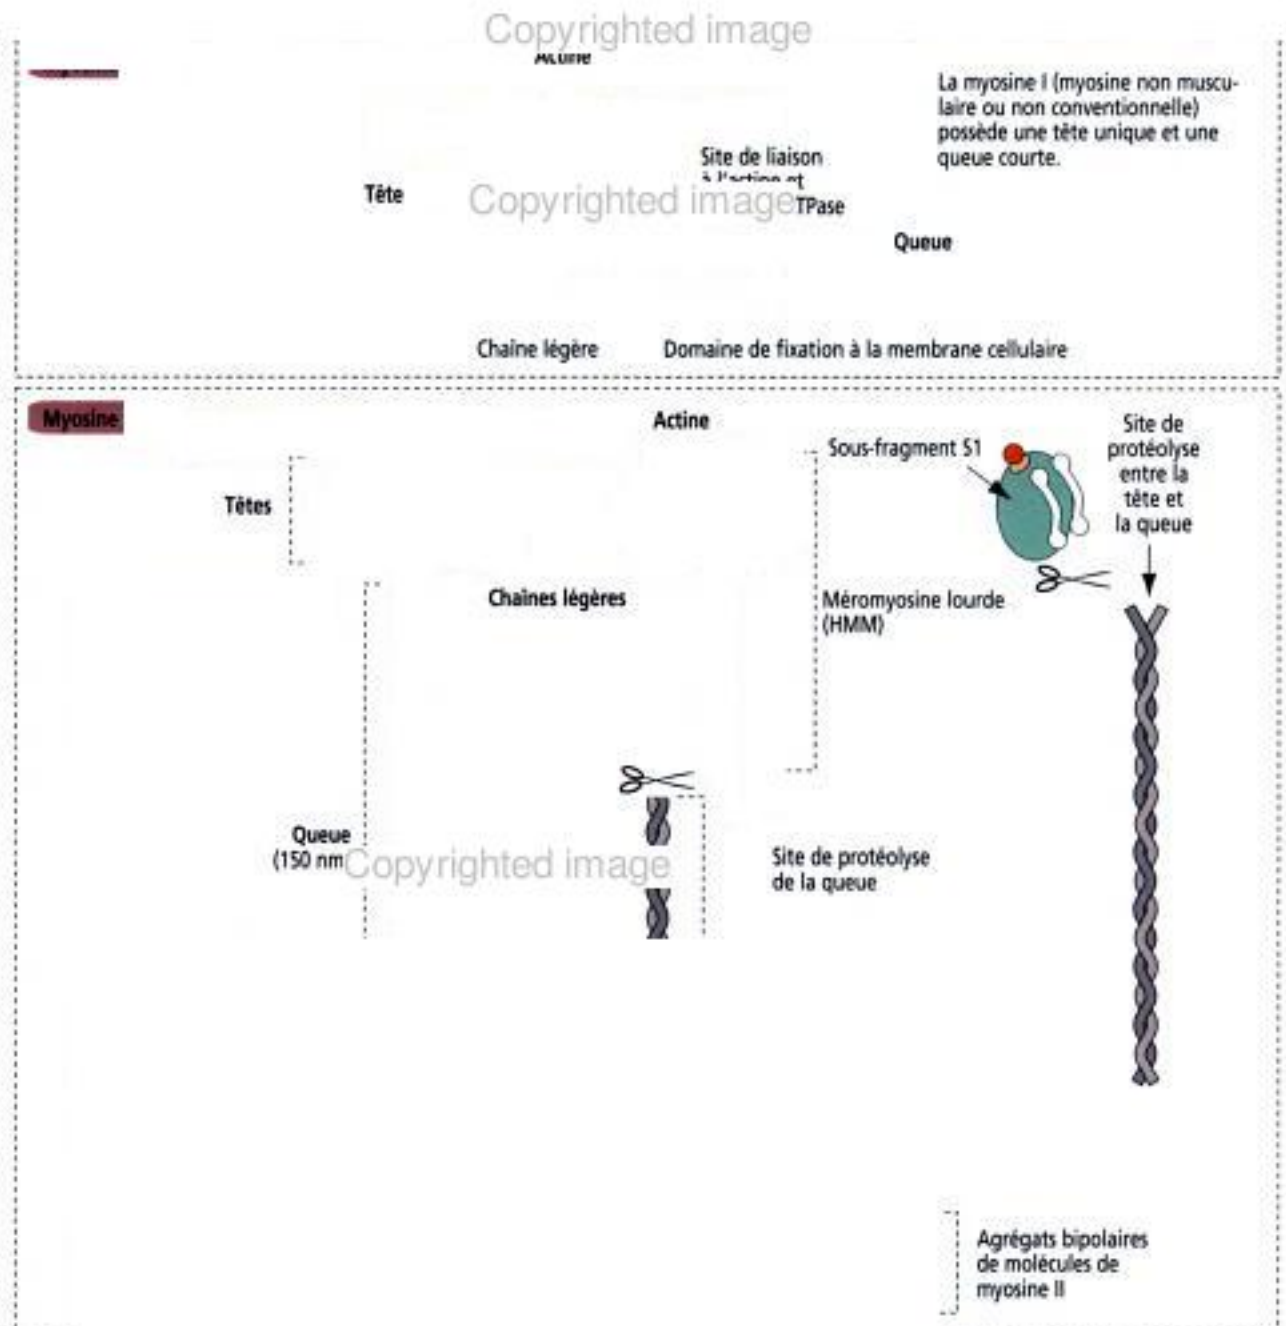 Copyrighted image
Actine
La myosine I (myosine non muscu-
laire ou non conventionnelle)
possède une tête unique et une
queue courte.
Site de liaison
à l'actine et
Tête
Copyrighted image
TPase
Queue
Chaîne légère
Domaine de fixation à la membrane cellulaire
Myosine
Actine
Sous-fragment S1
Site de
protéolyse
entre la
tête et
la queue
Têtes
Chaînes légères
Méromyosine lourde
(HMM)
Queue
(150 nm
Copyrighted image
Site de protéolyse
de la queue
Agrégats bipolaires
de molécules de
myosine II